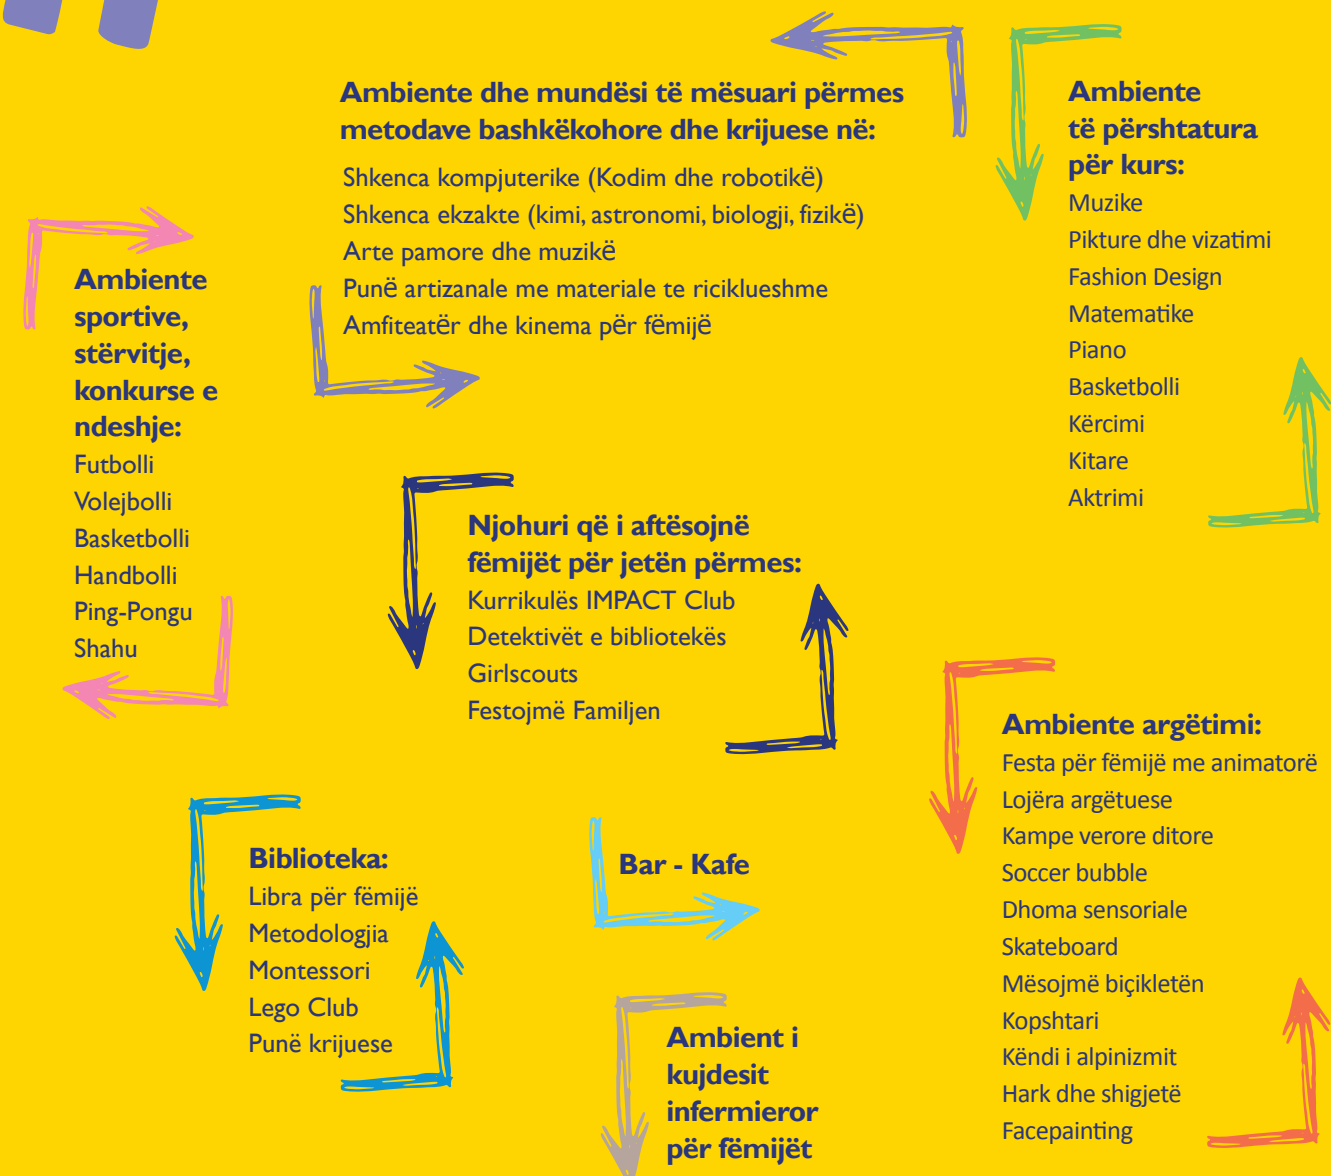 Ambiente dhe mundësi të mësuari përmes
metodave bashkëkohore dhe krijuese në:
Shkenca kompjuterike (Kodim dhe robotikë)
Shkenca ekzakte (kimi, astronomi, biologji, fizikë)
Arte pamore dhe muzikë
Punë artizanale me materiale te riciklueshme
Amfiteatër dhe kinema për fëmijë
Ambiente
të përshtatura
për kurs:
Muzike
Pikture dhe vizatimi
Fashion Design
Matematike
Piano
Basketbolli
Kërcimi
Kitare
Aktrimi
Ambiente
sportive,
stërvitje,
konkurse e
ndeshje:
Futbolli
Volejbolli
Basketbolli
Handbolli
Ping-Pongu
Shahu
Njohuri që i aftësojnë
fëmijët për jetën përmes:
Kurrikulës IMPACT Club
Detektivët e bibliotekës
Girlscouts
Festojmë Familjen
Ambiente argëtimi:
Festa për fëmijë me animatorë
Lojëra argëtuese
Kampe verore ditore
Soccer bubble
Dhoma sensoriale
Skateboard
Mësojmë biçikletën
Kopshtari
Këndi i alpinizmit
Hark dhe shigjetë
Facepainting
Biblioteka:
Libra për fëmijë
Metodologjia
Montessori
Lego Club
Punë krijuese
Bar - Kafe
Ambient i
kujdesit
infermieror
për fëmijët